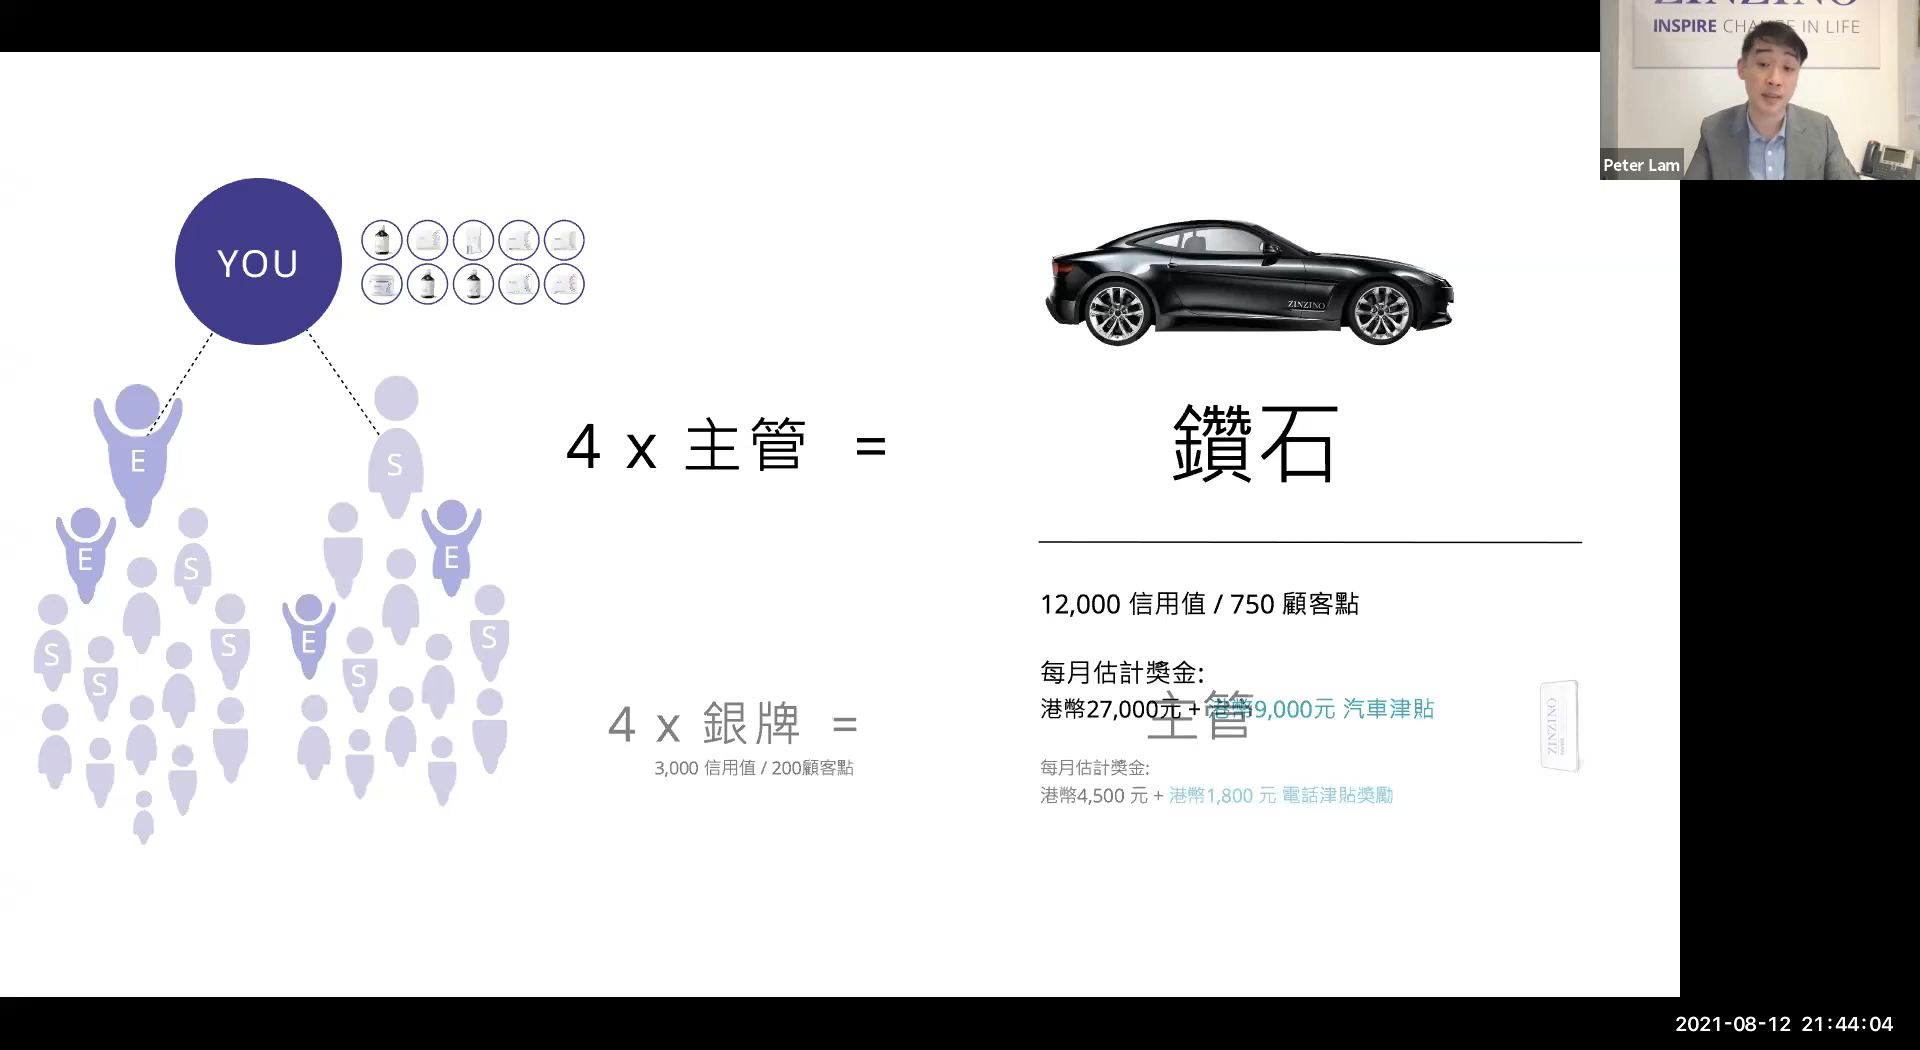 ZINZINO
INSPIRE CHANGE IN LIFE
Peter Lam
YOU
ZINZINO
E
S
4 x 主管 =
鑽石
E
S
E
12,000 信用值 / 750 顧客點
S
S
S
E
S
S
每月估計獎金:
港幣27,000元 + 港幣9,000元 汽車津貼
4 x 銀牌 =
主管
ZINZINO
3,000 信用值 / 200顧客點
每月估計獎金:
港幣4,500 元 + 港幣1,800 元 電話津貼獎勵
2021-08-12 21:44:04